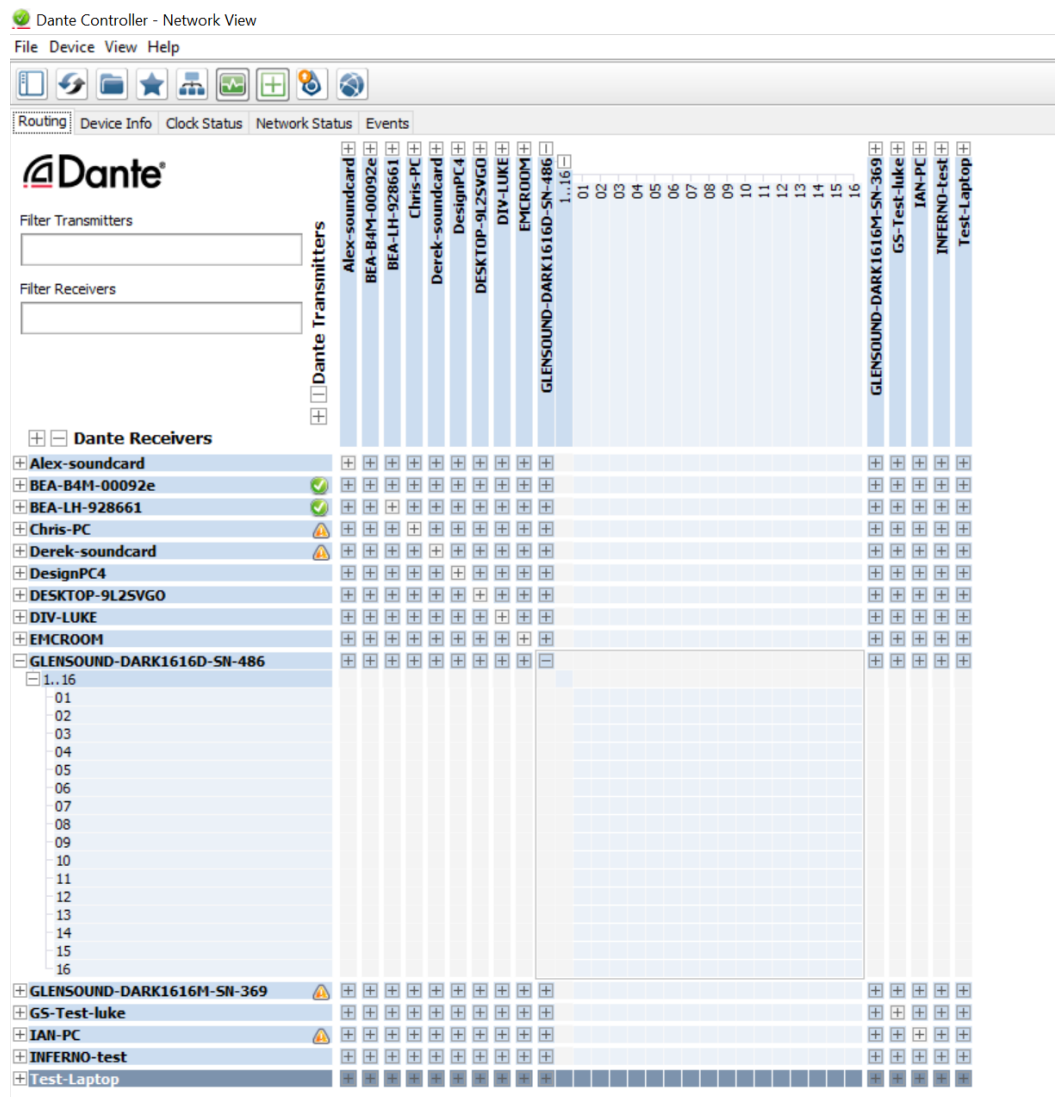 Dante Controller - Network View
File Device View Help
Routing Device Info Clock Status Network Status Events
Dante®
Filter Transmitters
Filter Receivers
Dante Transmitters
Dante Receivers
Alex-soundcard
BEA-B4M-00092e
BEA-LH-928661
Chris-PC
Derek-soundcard
DesignPC4
DESKTOP-9L2SVGO
DIV-LUKE
EMCROOM
GLENSOUND-DARK1616D-SN-486
1..16
01
02
03
04
05
06
07
08
09
10
11
12
13
14
15
16
GLENSOUND-DARK1616M-SN-369
GS-Test-luke
IAN-PC
INFERNO-test
Test-Laptop
Alex-soundcard
BEA-B4M-00092e
BEA-LH-928661
Chris-PC
Derek-soundcard
DesignPC4
DESKTOP-9L2SVGO
DIV-LUKE
EMCROOM
GLENSOUND-DARK1616D-SN-486
1..16
01
02
03
04
05
06
07
08
09
10
11
12
13
14
15
16
GLENSOUND-DARK1616M-SN-369
GS-Test-luke
IAN-PC
INFERNO-test
Test-Laptop